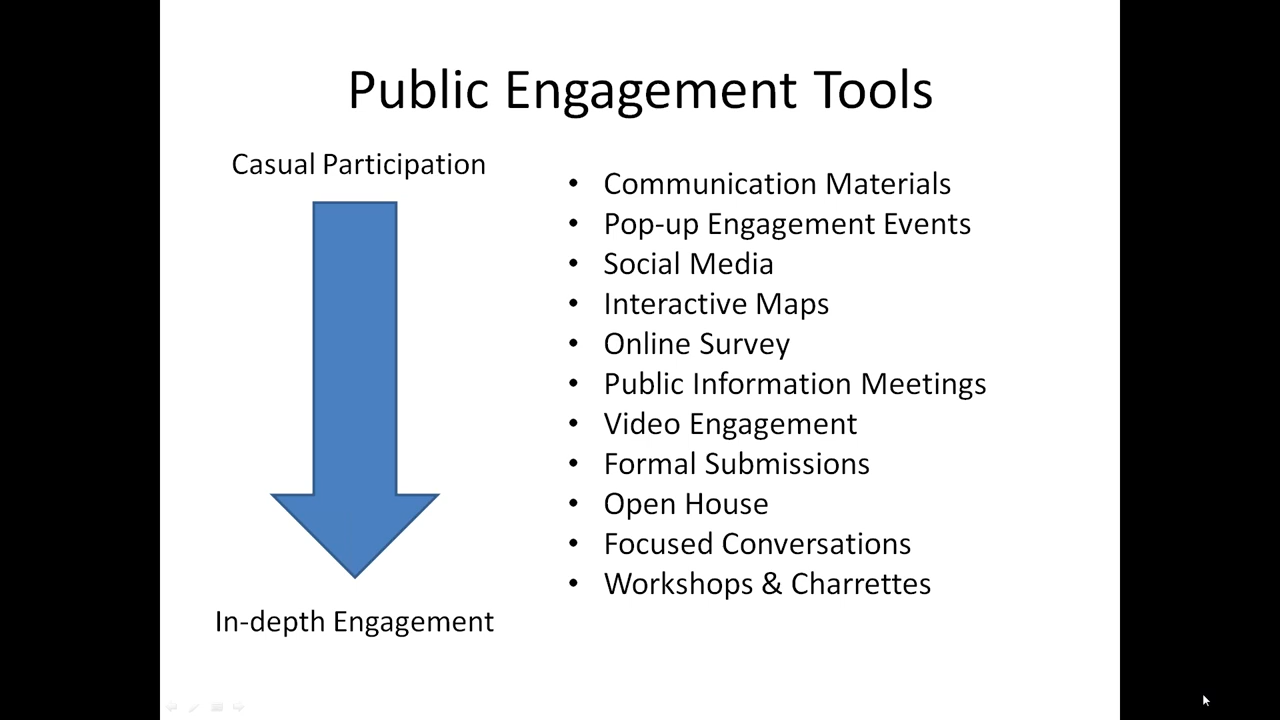 Public Engagement Tools
Casual Participation
In-depth Engagement
• Communication Materials
• Pop-up Engagement Events
• Social Media
• Interactive Maps
• Online Survey
• Public Information Meetings
• Video Engagement
• Formal Submissions
• Open House
• Focused Conversations
• Workshops & Charrettes